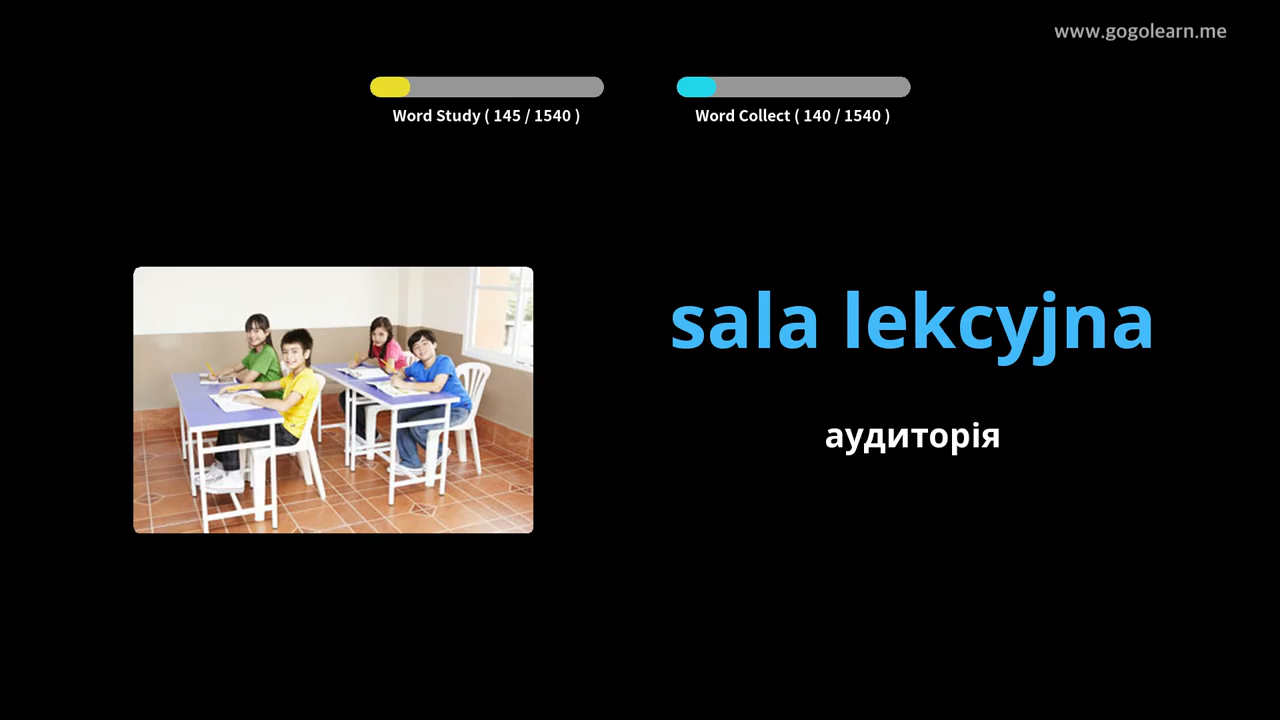 www.gogolearn.me
Word Study ( 145 / 1540 )
Word Collect ( 140 / 1540 )
sala lekcyjna
аудиторія